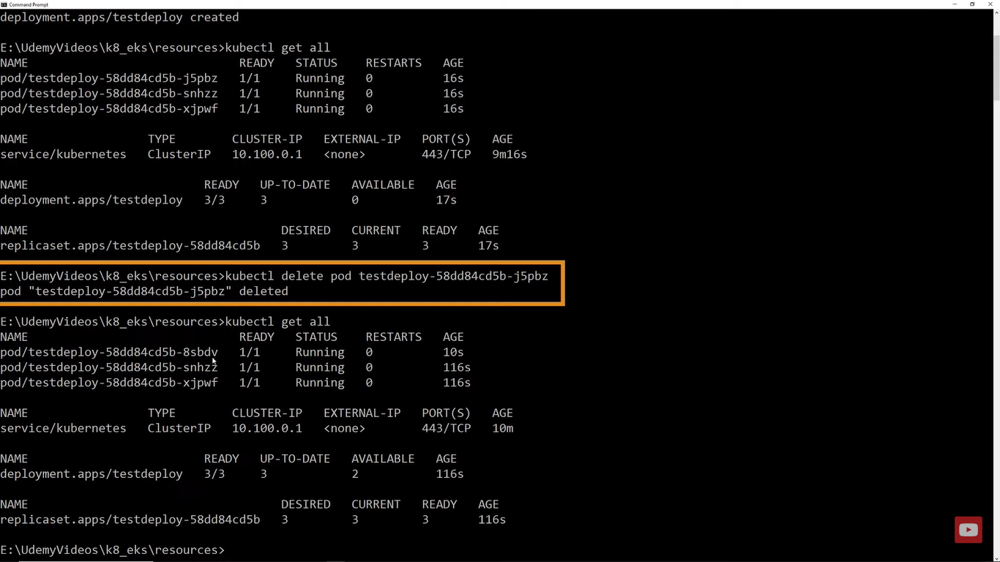 Command Prompt
deployment.apps/testdeploy created
E:\UdemyVideos\k8_eks\resources>kubectl get all
NAME READY STATUS RESTARTS AGE
pod/testdeploy-58dd84cd5b-j5pbz 1/1 Running 0 16s
pod/testdeploy-58dd84cd5b-snhzz 1/1 Running 0 16s
pod/testdeploy-58dd84cd5b-xjpwf 1/1 Running 0 16s
NAME TYPE CLUSTER-IP EXTERNAL-IP PORT(S) AGE
service/kubernetes ClusterIP 10.100.0.1 <none> 443/TCP 9m16s
NAME READY UP-TO-DATE AVAILABLE AGE
deployment.apps/testdeploy 3/3 3 0 17s
NAME DESIRED CURRENT READY AGE
replicaset.apps/testdeploy-58dd84cd5b 3 3 3 17s
E:\UdemyVideos\k8_eks\resources>kubectl delete pod testdeploy-58dd84cd5b-j5pbz
pod "testdeploy-58dd84cd5b-j5pbz" deleted
E:\UdemyVideos\k8_eks\resources>kubectl get all
NAME READY STATUS RESTARTS AGE
pod/testdeploy-58dd84cd5b-8sbdv 1/1 Running 0 10s
pod/testdeploy-58dd84cd5b-snhzz 1/1 Running 0 116s
pod/testdeploy-58dd84cd5b-xjpwf 1/1 Running 0 116s
NAME TYPE CLUSTER-IP EXTERNAL-IP PORT(S) AGE
service/kubernetes ClusterIP 10.100.0.1 <none> 443/TCP 10m
NAME READY UP-TO-DATE AVAILABLE AGE
deployment.apps/testdeploy 3/3 3 2 116s
NAME DESIRED CURRENT READY AGE
replicaset.apps/testdeploy-58dd84cd5b 3 3 3 116s
E:\UdemyVideos\k8_eks\resources>